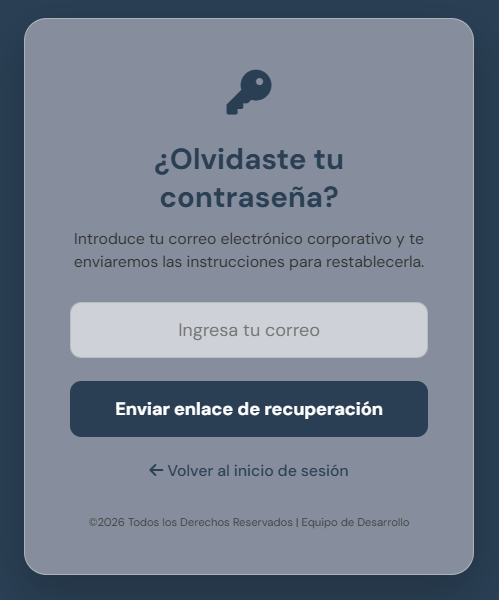 ¿Olvidaste tu
contraseña?
Introduce tu correo electrónico corporativo y te
enviaremos las instrucciones para restablecerla.
Ingresa tu correo
Enviar enlace de recuperación
← Volver al inicio de sesión
©2026 Todos los Derechos Reservados | Equipo de Desarrollo